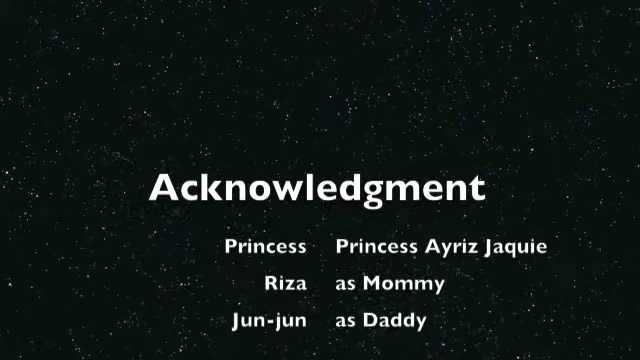 Acknowledgment
Princess Princess Ayriz Jaquie
Riza as Mommy
Jun-jun as Daddy